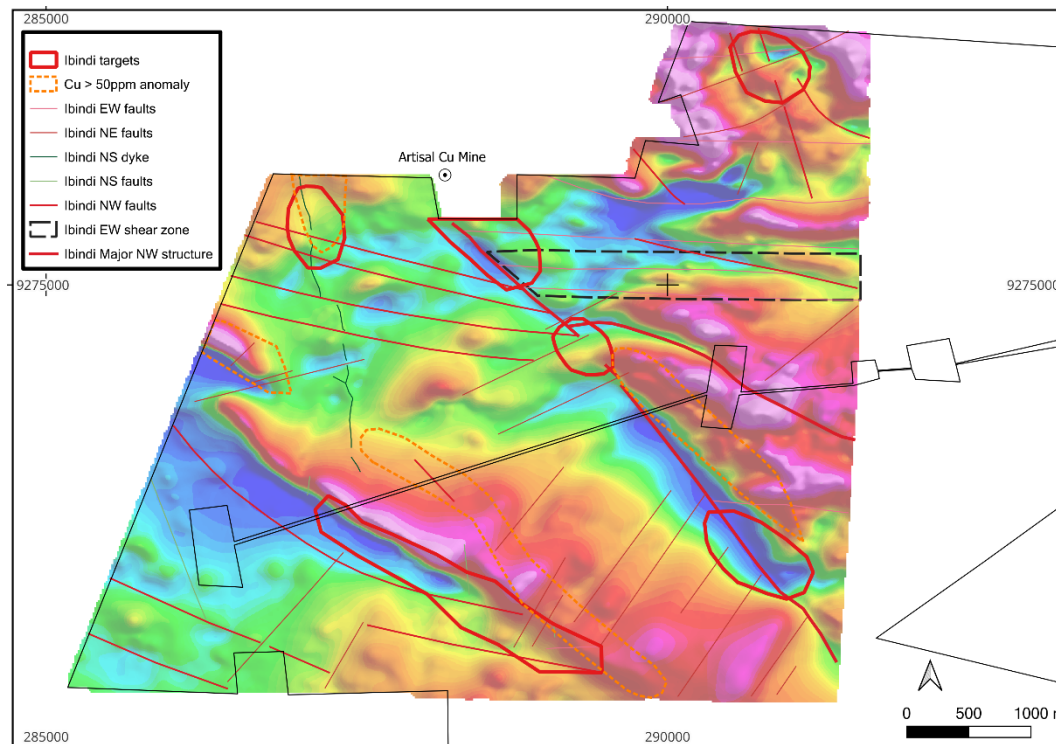 285000
290000
Ibindi targets
Cu > 50ppm anomaly
Ibindi EW faults
Ibindi NE faults
Ibindi NS dyke
Ibindi NS faults
Ibindi NW faults
Ibindi EW shear zone
Ibindi Major NW structure
Artisal Cu Mine
9275000
9275000
285000
290000
0 500 1000 m